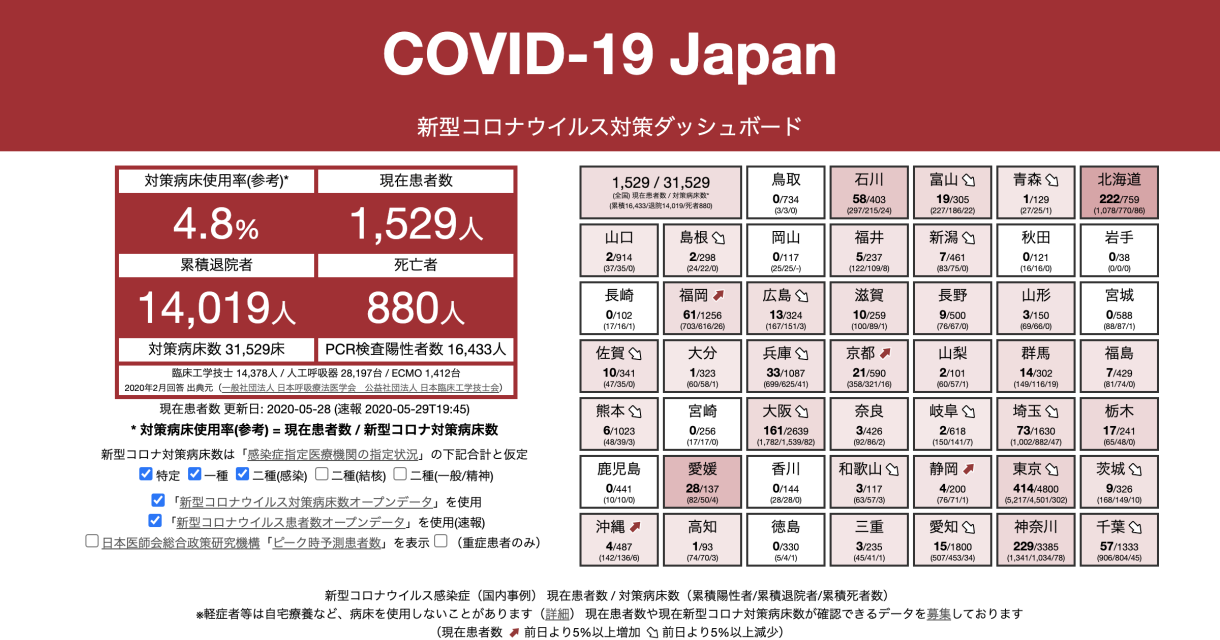 COVID-19 Japan
新型コロナウイルス対策ダッシュボード
対策病床使用率(参考)* 現在患者数
4.8% 1,529人
累積退院者 死亡者
14,019人 880人
対策病床数 31,529床 PCR検査陽性者数 16,433人
臨床工学技士 14,378人 / 人工呼吸器 28,197台 / ECMO 1,412台
2020年2月回答 出典元（一般社団法人 日本呼吸療法医学会　公益社団法人 日本臨床工学技士会）
現在患者数 更新日: 2020-05-28 (速報 2020-05-29T19:45)
* 対策病床使用率(参考) = 現在患者数 / 新型コロナ対策病床数
新型コロナ対策病床数は「感染症指定医療機関の指定状況」の下記合計と仮定
特定 一種 二種(感染) 二種(結核) 二種(一般/精神)
「新型コロナウイルス対策病床数オープンデータ」を使用
「新型コロナウイルス患者数オープンデータ」を使用(速報)
日本医師会総合政策研究機構「ピーク時予測患者数」を表示 （重症患者のみ）
1,529 / 31,529
(全国) 現在患者数 / 対策病床数*
(累積16,433/退院14,019/死者880)
鳥取 石川 富山 青森 北海道
0/734 58/403 19/305 1/129 222/759
(3/3/0) (297/215/24) (227/186/22) (27/25/1) (1,078/770/86)
山口 島根 岡山 福井 新潟 秋田 岩手
2/914 2/298 0/117 5/237 7/461 0/121 0/38
(37/35/0) (24/22/0) (25/25/-) (122/109/8) (83/75/0) (16/16/0) (0/0/0)
長崎 福岡 広島 滋賀 長野 山形 宮城
0/102 61/1256 13/324 10/259 9/500 3/150 0/588
(17/16/1) (703/616/26) (167/151/3) (100/89/1) (76/67/0) (69/66/0) (88/87/1)
佐賀 大分 兵庫 京都 山梨 群馬 福島
10/341 1/323 33/1087 21/590 2/101 14/302 7/429
(47/35/0) (60/58/1) (699/625/41) (358/321/16) (60/57/1) (149/116/19) (81/74/0)
熊本 宮崎 大阪 奈良 岐阜 埼玉 栃木
6/1023 0/256 161/2639 3/426 2/618 73/1630 17/241
(48/39/3) (17/17/0) (1,782/1,539/82) (92/86/2) (150/141/7) (1,002/882/47) (65/48/0)
鹿児島 愛媛 香川 和歌山 静岡 東京 茨城
0/441 28/137 0/144 3/117 4/200 414/4800 9/326
(10/10/0) (82/50/4) (28/28/0) (63/57/3) (76/71/1) (5,217/4,501/302) (168/149/10)
沖縄 高知 徳島 三重 愛知 神奈川 千葉
4/487 1/93 0/330 3/235 15/1800 229/3385 57/1333
(142/136/6) (74/70/3) (5/4/1) (45/41/1) (507/453/34) (1,341/1,034/78) (906/804/45)
新型コロナウイルス感染症（国内事例） 現在患者数 / 対策病床数（累積陽性者/累積退院者/累積死者数）
※軽症者等は自宅療養など、病床を使用しないことがあります（詳細） 現在患者数や現在新型コロナ対策病床数が確認できるデータを募集しております
（現在患者数 前日より5%以上増加 前日より5%以上減少）